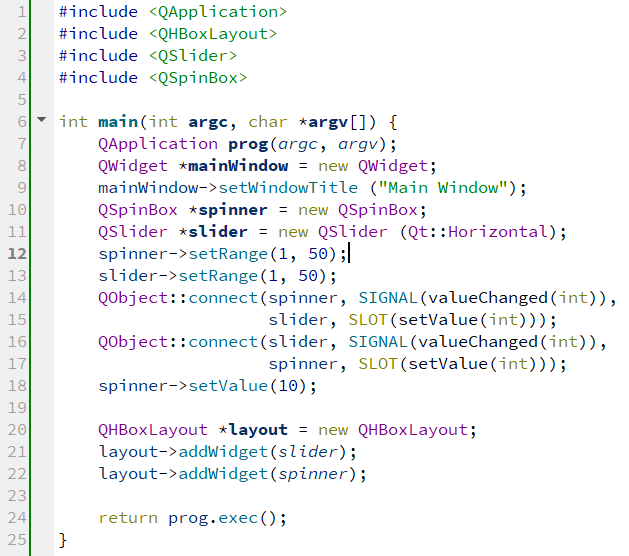 1 #include <QApplication>
2 #include <QHBoxLayout>
3 #include <QSlider>
4 #include <QSpinBox>
5
6 int main(int argc, char *argv[]) {
7     QApplication prog(argc, argv);
8     QWidget *mainWindow = new QWidget;
9     mainWindow->setWindowTitle ("Main Window");
10     QSpinBox *spinner = new QSpinBox;
11     QSlider *slider = new QSlider (Qt::Horizontal);
12     spinner->setRange(1, 50);
13     slider->setRange(1, 50);
14     QObject::connect(spinner, SIGNAL(valueChanged(int)),
15                      slider, SLOT(setValue(int)));
16     QObject::connect(slider, SIGNAL(valueChanged(int)),
17                      spinner, SLOT(setValue(int)));
18     spinner->setValue(10);
19
20     QHBoxLayout *layout = new QHBoxLayout;
21     layout->addWidget(slider);
22     layout->addWidget(spinner);
23
24     return prog.exec();
25 }